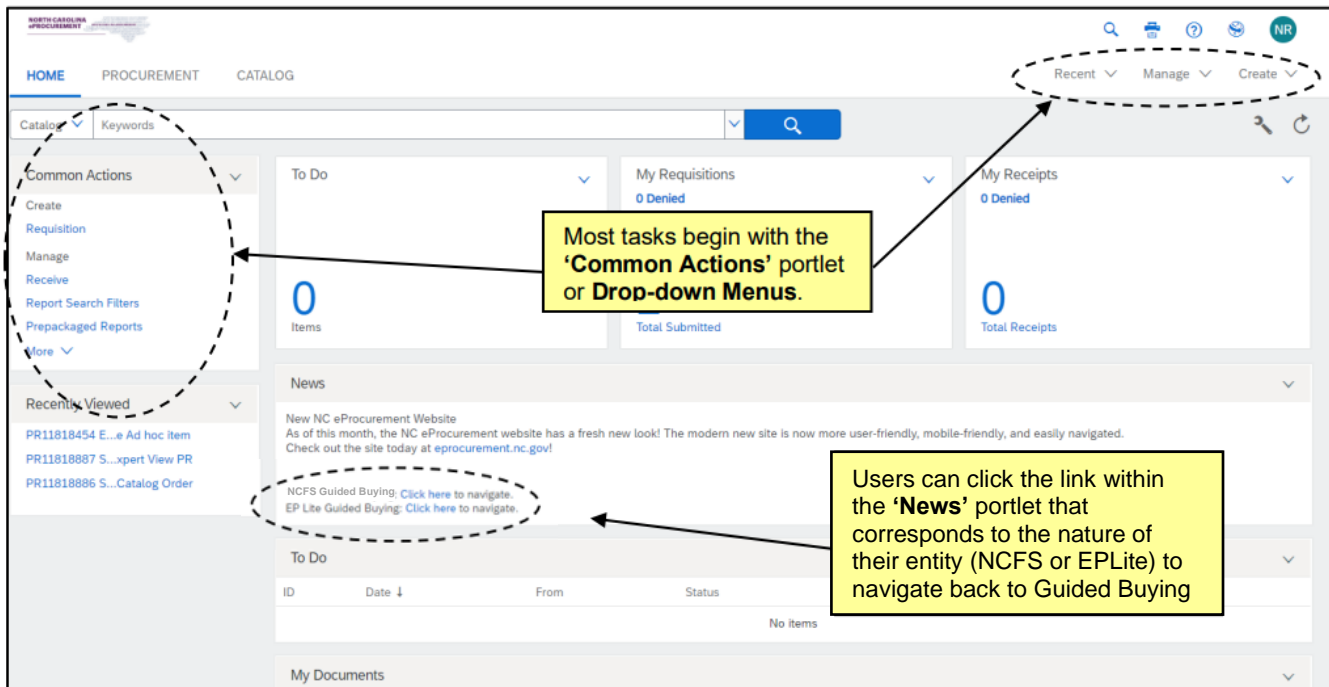 NORTH CAROLINA
ePROCUREMENT
NR
HOME PROCUREMENT CATALOG
Recent Manage Create
Catalog Keywords
Common Actions
Create
Requisition
Manage
Receive
Report Search Filters
Prepackaged Reports
More
Recently Viewed
PR11818454 E...e Ad hoc item
PR11818887 S...xpert View PR
PR11818886 S...Catalog Order
To Do
0
Items
My Requisitions
0 Denied
Total Submitted
My Receipts
0 Denied
0
Total Receipts
Most tasks begin with the
‘Common Actions’ portlet
or Drop-down Menus.
News
New NC eProcurement Website
As of this month, the NC eProcurement website has a fresh new look! The modern new site is now more user-friendly, mobile-friendly, and easily navigated.
Check out the site today at eprocurement.nc.gov!
NCFS Guided Buying: Click here to navigate.
EP Lite Guided Buying: Click here to navigate.
Users can click the link within
the ‘News’ portlet that
corresponds to the nature of
their entity (NCFS or EPLite) to
navigate back to Guided Buying
To Do
ID Date ↓ From Status
No items
My Documents